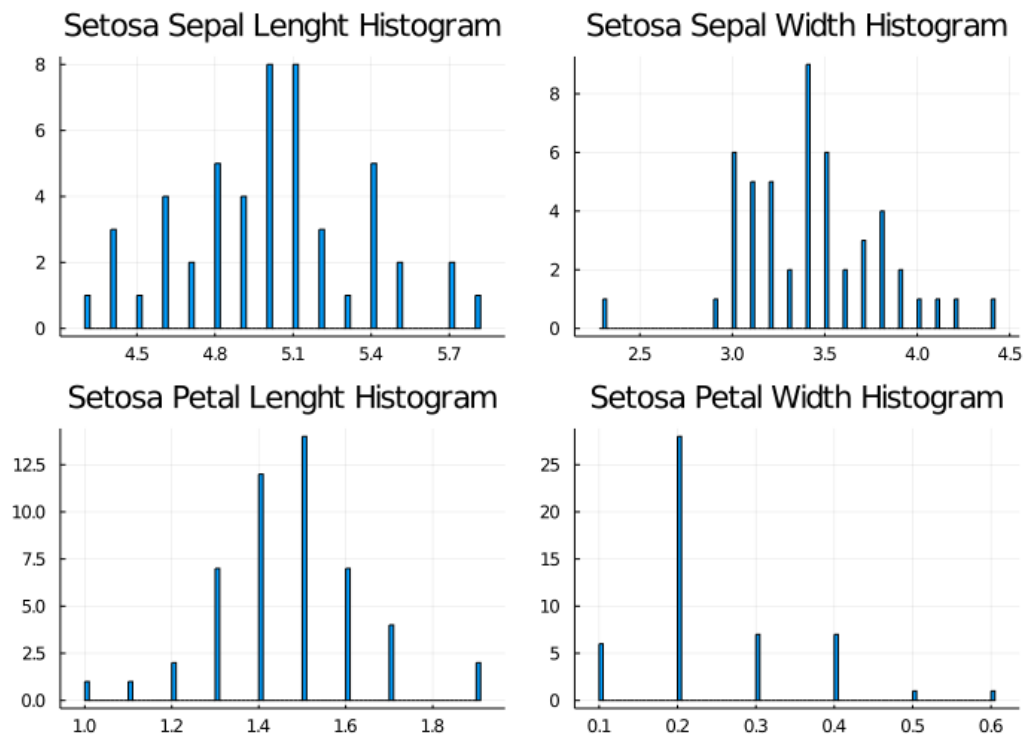 Setosa Sepal Lenght Histogram
8
6
4
2
0
4.5 4.8 5.1 5.4 5.7
Setosa Sepal Width Histogram
8
6
4
2
0
2.5 3.0 3.5 4.0 4.5
Setosa Petal Lenght Histogram
12.5
10.0
7.5
5.0
2.5
0.0
1.0 1.2 1.4 1.6 1.8
Setosa Petal Width Histogram
25
20
15
10
5
0
0.1 0.2 0.3 0.4 0.5 0.6